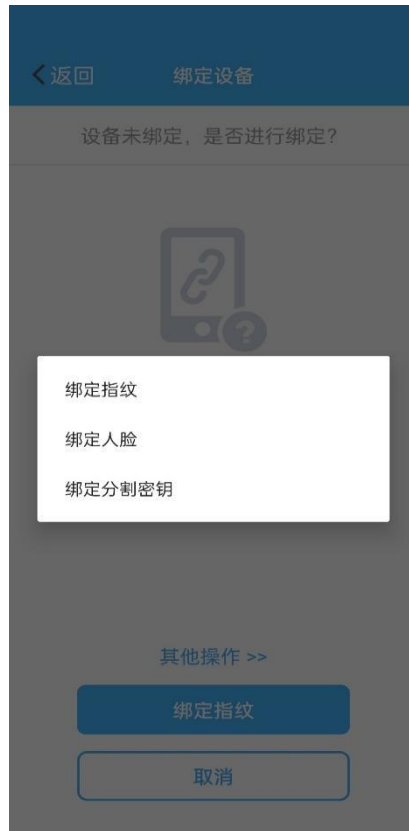 返回
绑定设备
设备未绑定，是否进行绑定？
?
绑定指纹
绑定人脸
绑定分割密钥
其他操作 >>
绑定指纹
取消